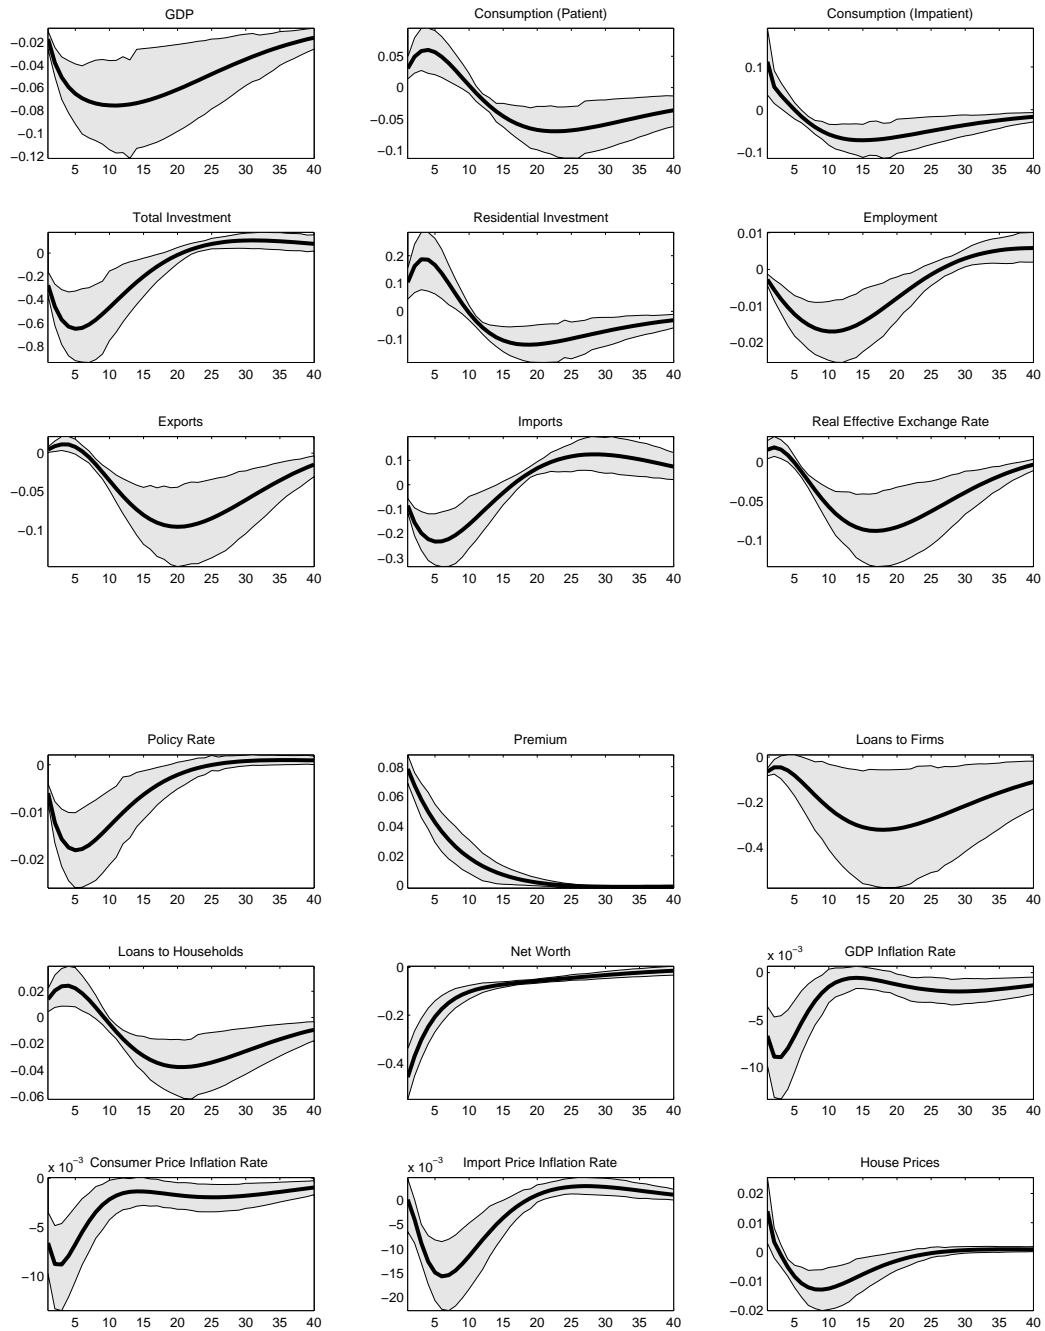 GDP
−0.02
−0.04
−0.06
−0.08
−0.1
−0.12
5 10 15 20 25 30 35 40
Consumption (Patient)
0.05
0
−0.05
−0.1
5 10 15 20 25 30 35 40
Consumption (Impatient)
0.1
0
−0.1
5 10 15 20 25 30 35 40
Total Investment
0
−0.2
−0.4
−0.6
−0.8
5 10 15 20 25 30 35 40
Residential Investment
0.2
0.1
0
−0.1
5 10 15 20 25 30 35 40
Employment
0.01
0
−0.01
−0.02
5 10 15 20 25 30 35 40
Exports
0
−0.05
−0.1
5 10 15 20 25 30 35 40
Imports
0.1
0
−0.1
−0.2
−0.3
5 10 15 20 25 30 35 40
Real Effective Exchange Rate
0
−0.05
−0.1
5 10 15 20 25 30 35 40
Policy Rate
0
−0.01
−0.02
5 10 15 20 25 30 35 40
Premium
0.08
0.06
0.04
0.02
0
5 10 15 20 25 30 35 40
Loans to Firms
0
−0.2
−0.4
5 10 15 20 25 30 35 40
Loans to Households
0.02
0
−0.02
−0.04
−0.06
5 10 15 20 25 30 35 40
Net Worth
0
−0.2
−0.4
5 10 15 20 25 30 35 40
GDP Inflation Rate
x 10−3
0
−5
−10
5 10 15 20 25 30 35 40
x 10−3 Consumer Price Inflation Rate
0
−5
−10
5 10 15 20 25 30 35 40
x 10−3 Import Price Inflation Rate
0
−5
−10
−15
−20
5 10 15 20 25 30 35 40
House Prices
0.02
0.01
0
−0.01
−0.02
5 10 15 20 25 30 35 40